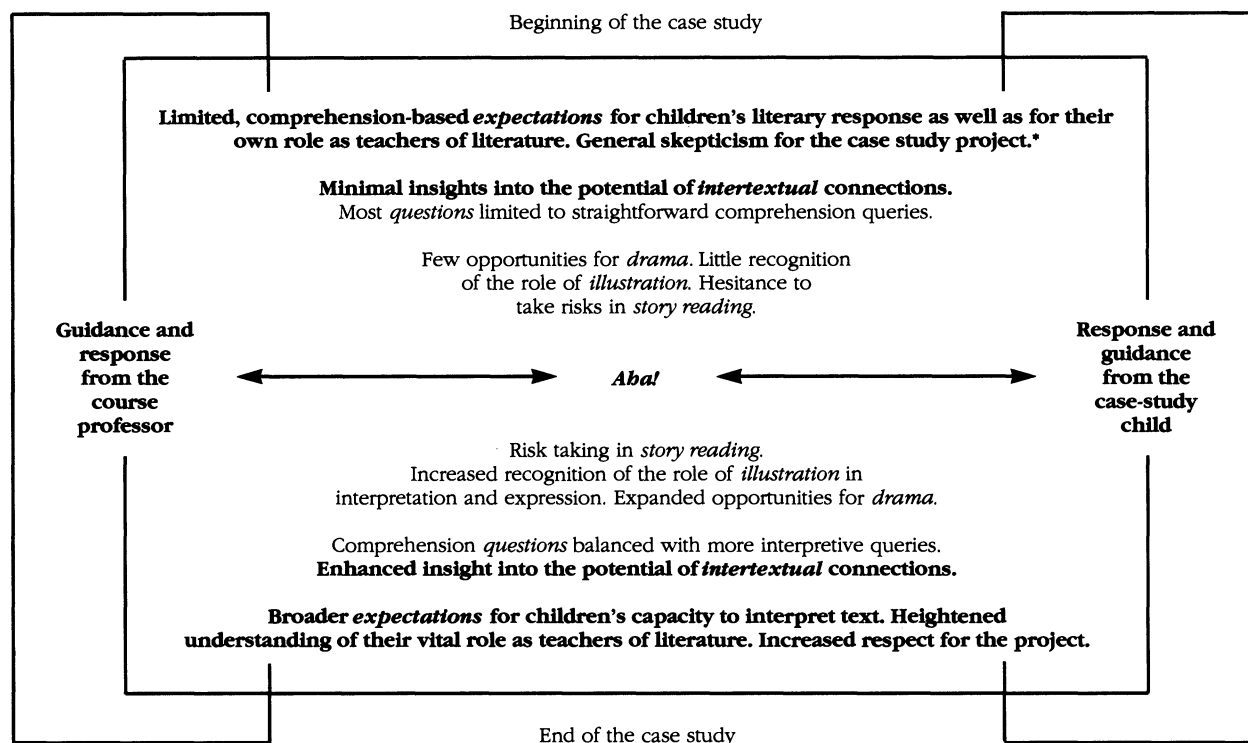 Beginning of the case study
Limited, comprehension-based expectations for children's literary response as well as for their
own role as teachers of literature. General skepticism for the case study project.*
Minimal insights into the potential of intertextual connections.
Most questions limited to straightforward comprehension queries.
Few opportunities for drama. Little recognition
of the role of illustration. Hesitance to
take risks in story reading.
Guidance and
response
from the
course
professor
Aha!
Response and
guidance
from the
case-study
child
Risk taking in story reading.
Increased recognition of the role of illustration in
interpretation and expression. Expanded opportunities for drama.
Comprehension questions balanced with more interpretive queries.
Enhanced insight into the potential of intertextual connections.
Broader expectations for children's capacity to interpret text. Heightened
understanding of their vital role as teachers of literature. Increased respect for the project.
End of the case study